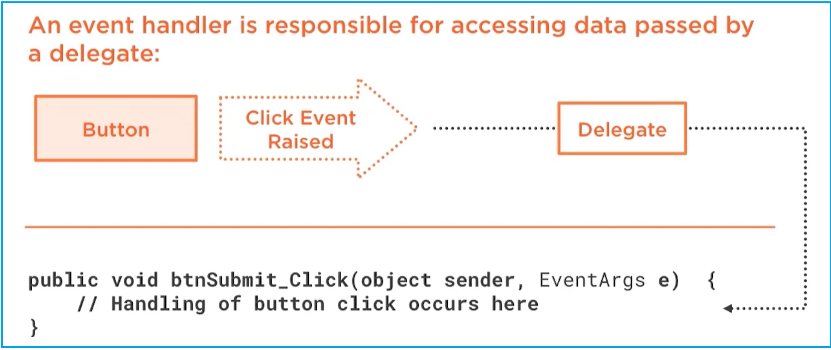 An event handler is responsible for accessing data passed by
a delegate:
Button
Click Event
Raised
Delegate
public void btnSubmit_Click(object sender, EventArgs e)  {
    // Handling of button click occurs here
}